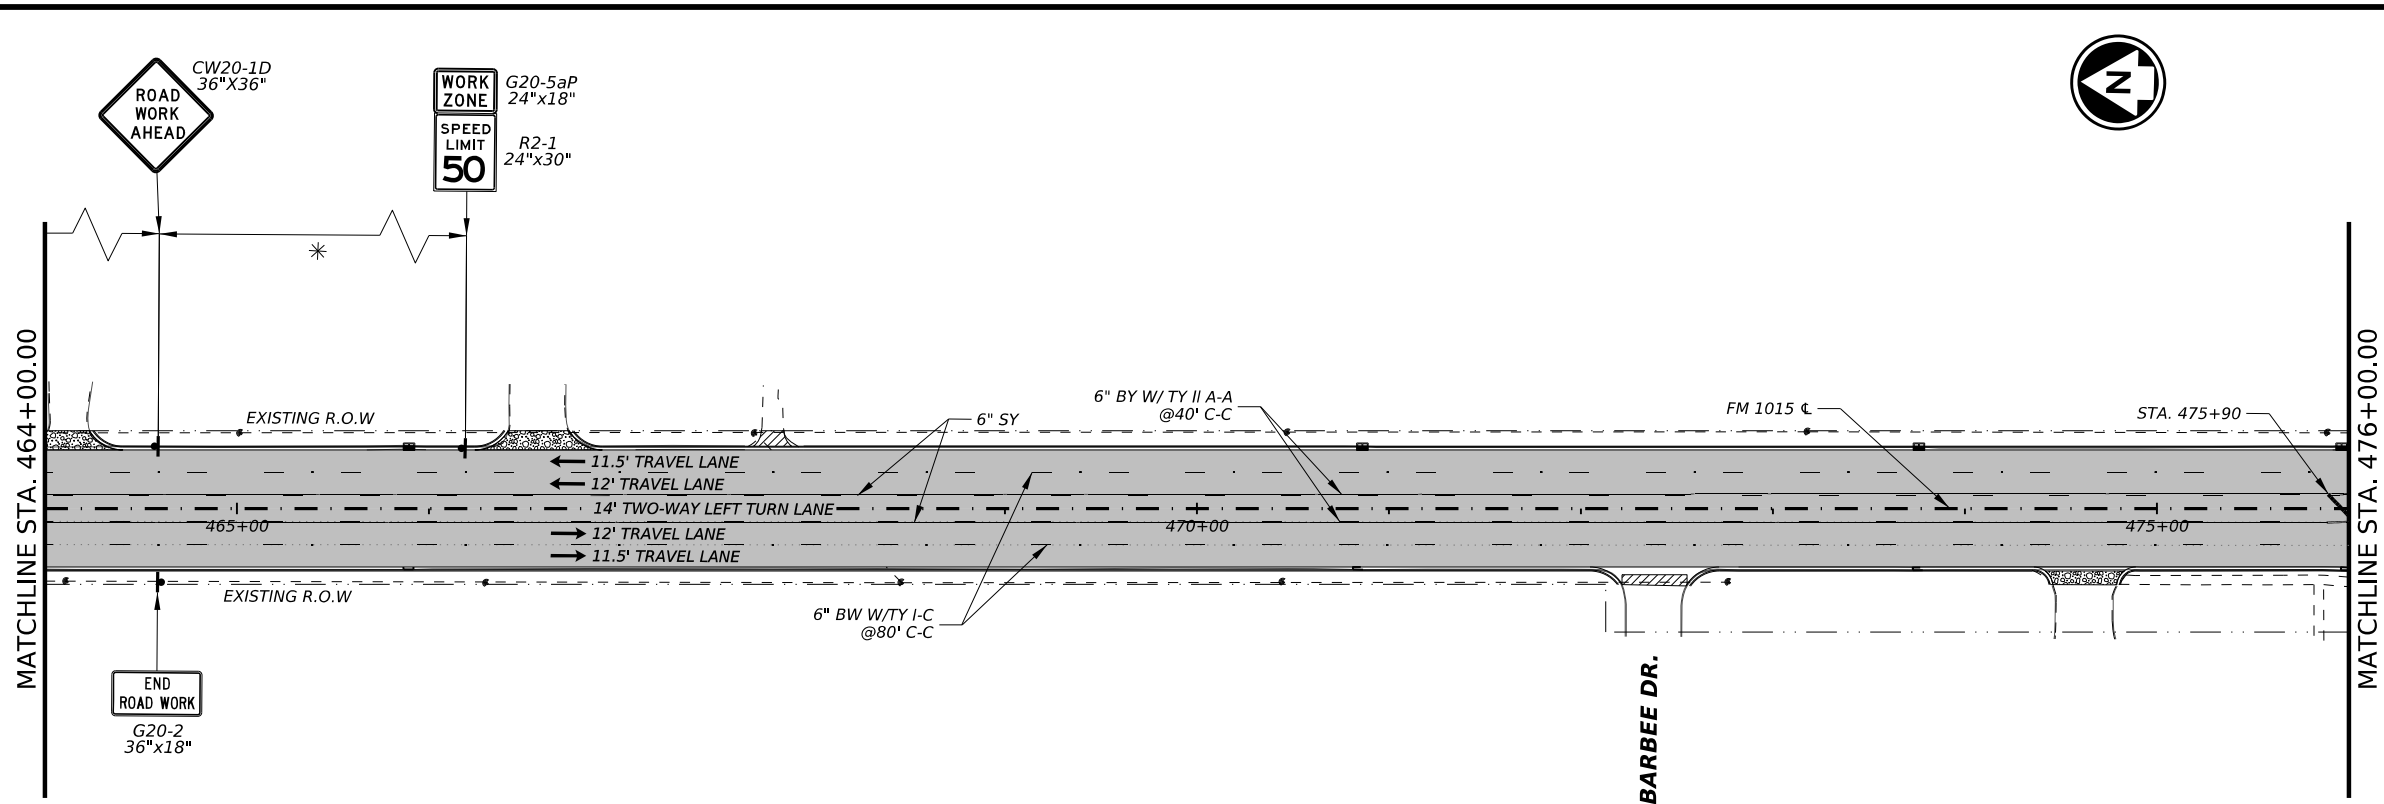 CW20-1D
36"X36"
ROAD
WORK
AHEAD
WORK
ZONE
G20-5aP
24"x18"
SPEED
LIMIT
50
R2-1
24"x30"
N
MATCHLINE STA. 464+00.00
EXISTING R.O.W
6" SY
6" BY W/ TY II A-A
@40' C-C
FM 1015 ℄
STA. 475+90
MATCHLINE STA. 476+00.00
11.5' TRAVEL LANE
12' TRAVEL LANE
14' TWO-WAY LEFT TURN LANE
465+00
470+00
475+00
12' TRAVEL LANE
11.5' TRAVEL LANE
EXISTING R.O.W
6" BW W/TY I-C
@80' C-C
END
ROAD WORK
G20-2
36"x18"
BARBEE DR.